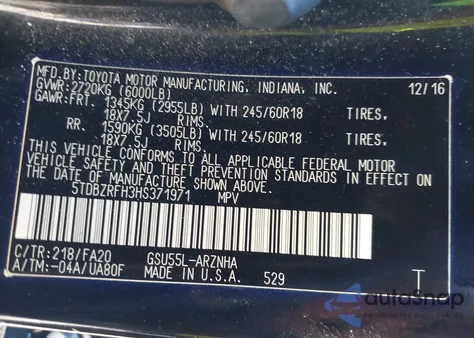 MFD.BY:TOYOTA MOTOR MANUFACTURING, INDIANA, INC.
GVWR:2720KG (6000LB) 12/16
GAWR:FRT. 1345KG (2955LB) WITH 245/60R18 TIRES.
18X7.5J RIMS.
RR. 1590KG (3505LB) WITH 245/60R18 TIRES.
18X7.5J RIMS.
THIS VEHICLE CONFORMS TO ALL APPLICABLE FEDERAL MOTOR
VEHICLE SAFETY AND THEFT PREVENTION STANDARDS IN EFFECT ON
THE DATE OF MANUFACTURE SHOWN ABOVE.
5TDBZRFH3HS371971 MPV
C/TR:218/FA20 GSU55L-ARZNHA
A/TM:-04A/UA80F MADE IN U.S.A. 529 T
autoSnap